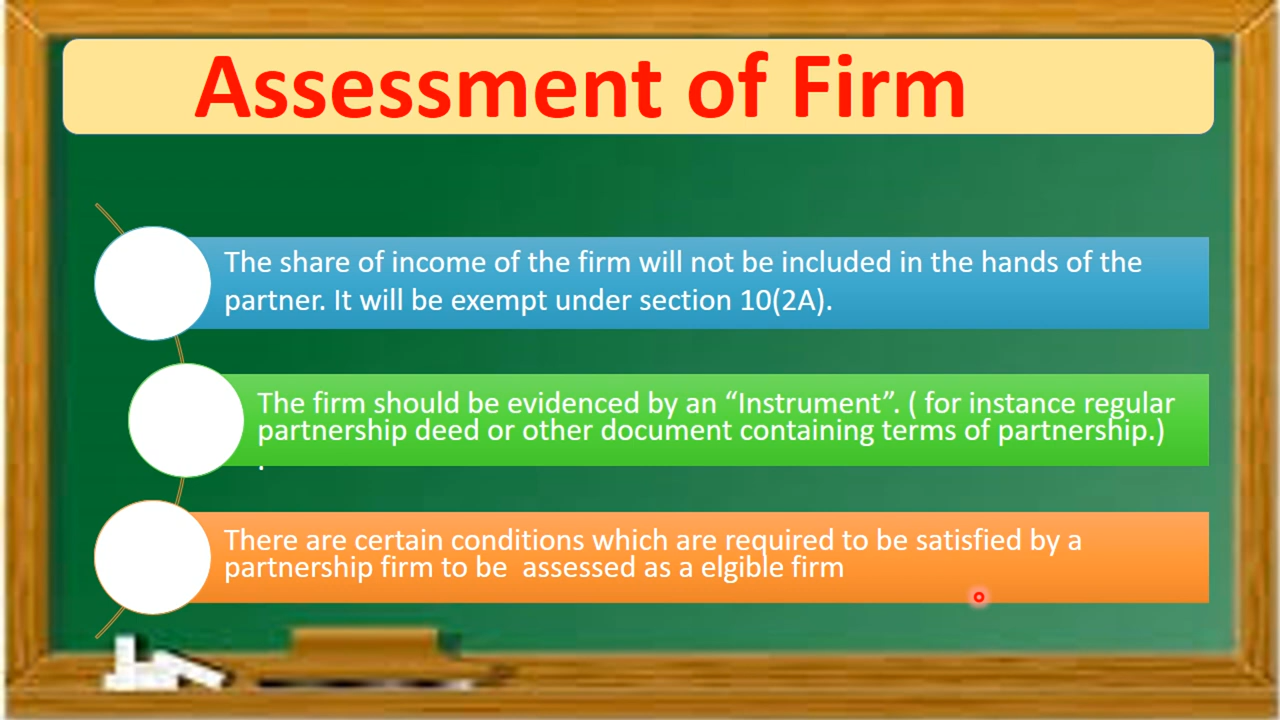 Assessment of Firm
The share of income of the firm will not be included in the hands of the
partner. It will be exempt under section 10(2A).
The firm should be evidenced by an “Instrument”. ( for instance regular
partnership deed or other document containing terms of partnership.)
.
There are certain conditions which are required to be satisfied by a
partnership firm to be  assessed as a elgible firm